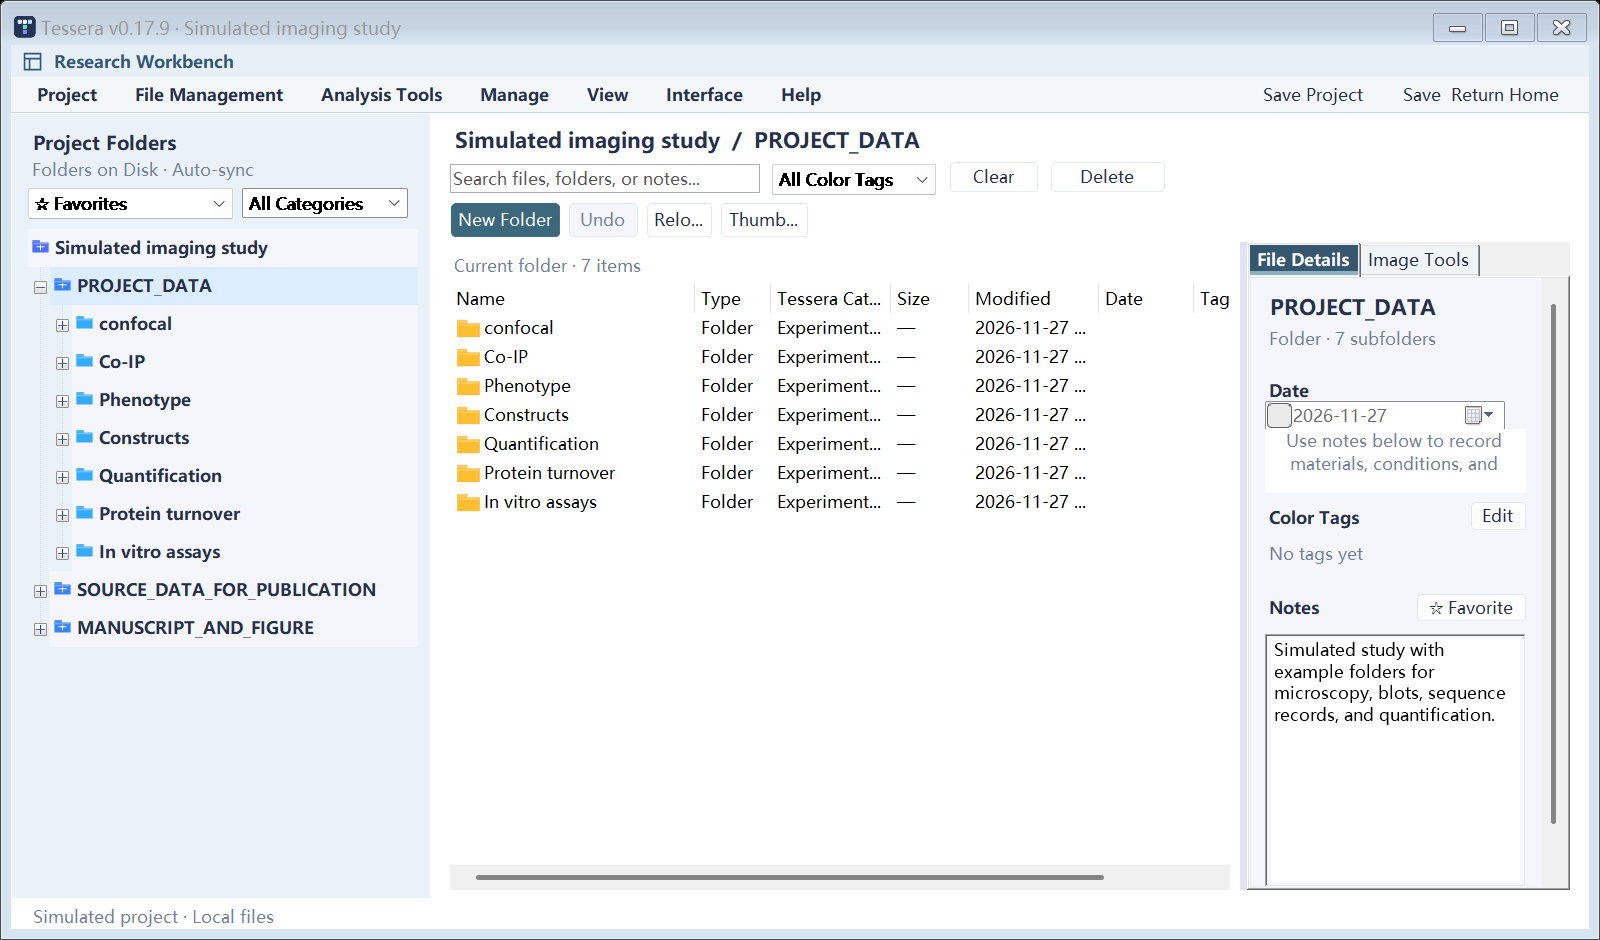 Tessera v0.17.9 · Simulated imaging study
Research Workbench
Project File Management Analysis Tools Manage View Interface Help Save Project Save Return Home
Project Folders
Folders on Disk · Auto-sync
☆ Favorites All Categories
Simulated imaging study
PROJECT_DATA
confocal
Co-IP
Phenotype
Constructs
Quantification
Protein turnover
In vitro assays
SOURCE_DATA_FOR_PUBLICATION
MANUSCRIPT_AND_FIGURE
Simulated imaging study / PROJECT_DATA
Search files, folders, or notes... All Color Tags Clear Delete
New Folder Undo Relo... Thumb...
Current folder · 7 items
Name Type Tessera Cat... Size Modified Date Tag
confocal Folder Experiment... — 2026-11-27 ...
Co-IP Folder Experiment... — 2026-11-27 ...
Phenotype Folder Experiment... — 2026-11-27 ...
Constructs Folder Experiment... — 2026-11-27 ...
Quantification Folder Experiment... — 2026-11-27 ...
Protein turnover Folder Experiment... — 2026-11-27 ...
In vitro assays Folder Experiment... — 2026-11-27 ...
File Details Image Tools
PROJECT_DATA
Folder · 7 subfolders
Date
2026-11-27
Use notes below to record
materials, conditions, and
Color Tags Edit
No tags yet
Notes ☆ Favorite
Simulated study with
example folders for
microscopy, blots, sequence
records, and quantification.
Simulated project · Local files